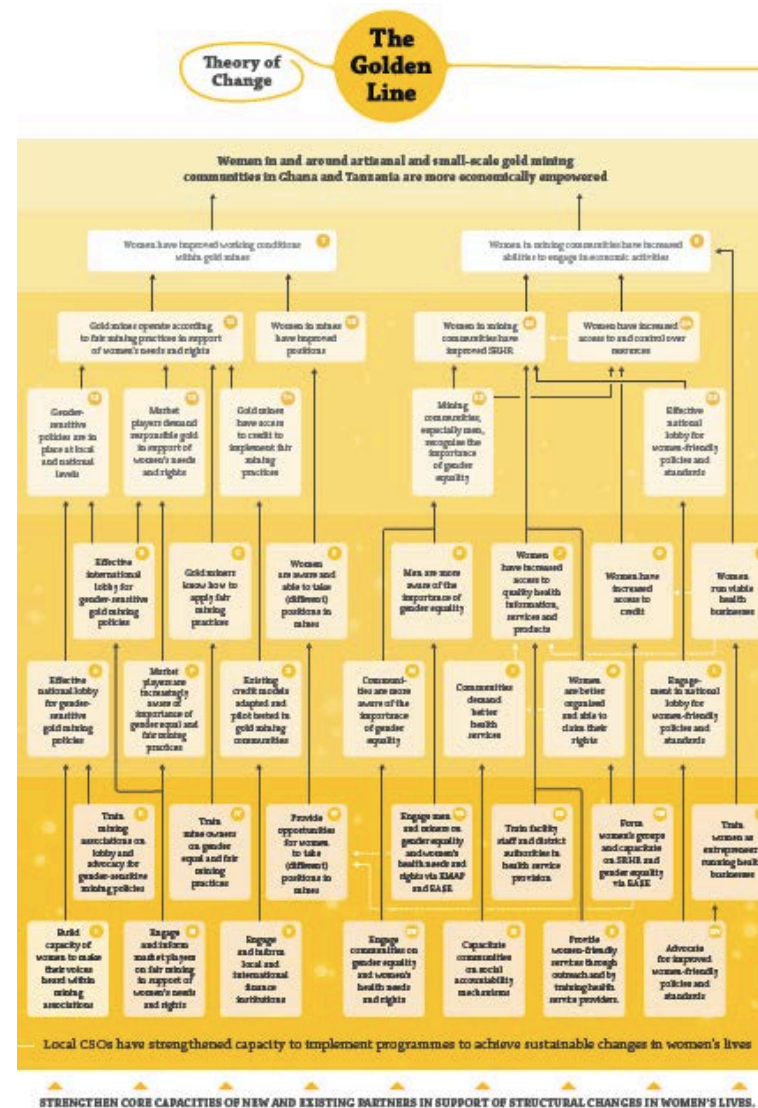 Theory of
Change
The
Golden
Line
Women in and around artisanal and small-scale gold mining
communities in Ghana and Tanzania are more economically empowered
Women have improved working conditions
within gold mines
Women in mining communities have increased
abilities to engage in economic activities
Gold mines operate according
to fair mining practices in support
of women's needs and rights
Women in mines
have improved
positions
Women in mining
communities have
improved SRHR
Women have increased
access to and control over
resources
Gender-
sensitive
policies are in
place at local
and national
levels
Market
players demand
responsible gold
in support of
women's needs
and rights
Gold mines
have access
to credit to
implement fair
mining
practices
Mining
communities,
especially men,
recognise the
importance
of gender
equality
Effective
national
lobby for
women-friendly
policies and
standards
Effective
international
lobby for
gender-sensitive
gold mining
policies
Gold miners
know how to
apply fair
mining
practices
Women
are aware and
able to take
(different)
positions in
mines
Men are more
aware of the
importance of
gender equality
Women
have increased
access to
quality health
information,
services and
products
Women have
increased
access to
credit
Women
run viable
health
businesses
Effective
national lobby
for gender-
sensitive
gold mining
policies
Market
players are
increasingly
aware of
importance of
gender equal and
fair mining
practices
Existing
credit models
adapted and
pilot tested in
gold mining
communities
Communi-
ties are more
aware of the
importance
of gender
equality
Communities
demand
better
health
services
Women
are better
organised
and able to
claim their
rights
Engage-
ment in national
lobby for
women-friendly
policies and
standards
Train
mining
associations on
lobby and
advocacy for
gender-sensitive
mining policies
Train
mine owners
on gender
equal and fair
mining
practices
Provide
opportunities
for women
to take
(different)
positions in
mines
Engage men
and miners on
gender equality
and women's
health needs and
rights via EMAP
and EA$E
Train facility
staff and district
authorities in
health service
provision
Form
women's groups
and capacitate
on SRHR and
gender equality
via EA$E
Train
women as
entrepreneurs
running health
businesses
Build
capacity of
women to make
their voices
heard within
mining
associations
Engage
and inform
market players
on fair mining
in support of
women's needs
and rights
Engage
and inform
local and
international
finance
institutions
Engage
communities on
gender equality
and women's
health needs
and rights
Capacitate
communities
on social
accountability
mechanisms
Provide
women-friendly
services through
outreach and by
training health
service providers.
Advocate
for improved
women-friendly
policies and
standards
Local CSOs have strengthened capacity to implement programmes to achieve sustainable changes in women's lives
STRENGTHEN CORE CAPACITIES OF NEW AND EXISTING PARTNERS IN SUPPORT OF STRUCTURAL CHANGES IN WOMEN'S LIVES.